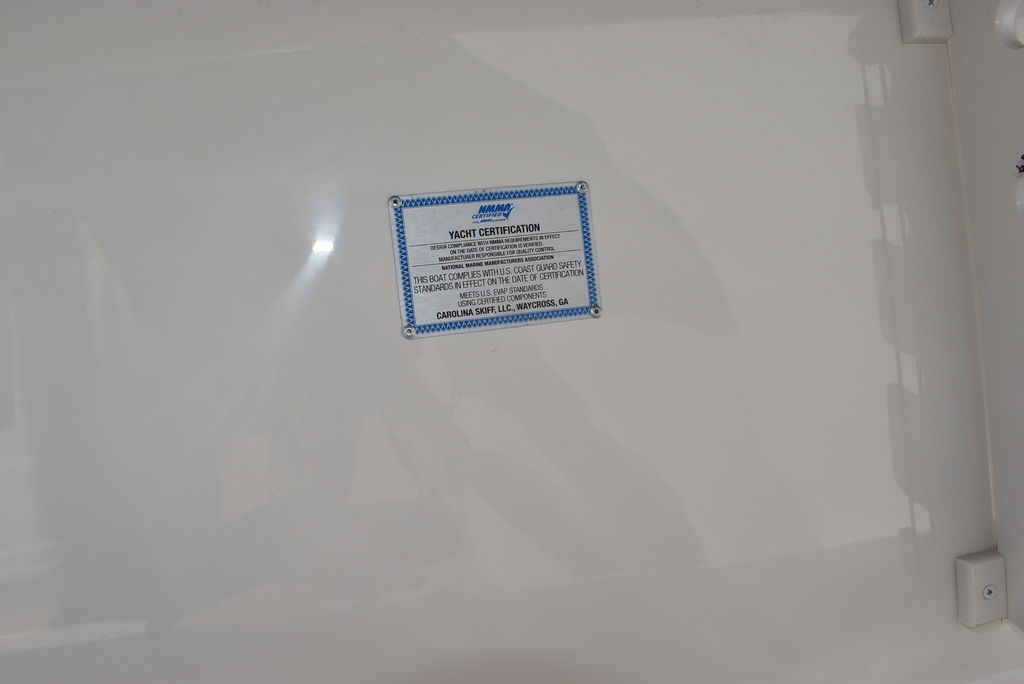 NMMA
CERTIFIED
YACHT CERTIFICATION
DESIGN COMPLIANCE WITH NMMA REQUIREMENTS IN EFFECT
ON THE DATE OF CERTIFICATION IS VERIFIED.
MANUFACTURER RESPONSIBLE FOR QUALITY CONTROL
NATIONAL MARINE MANUFACTURERS ASSOCIATION
THIS BOAT COMPLIES WITH U.S. COAST GUARD SAFETY
STANDARDS IN EFFECT ON THE DATE OF CERTIFICATION
MEETS U.S. EVAP STANDARDS
USING CERTIFIED COMPONENTS
CAROLINA SKIFF, LLC., WAYCROSS, GA